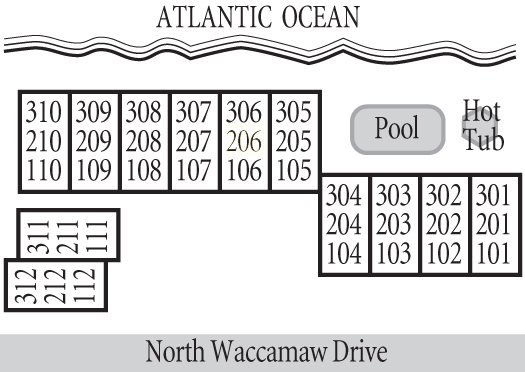 ATLANTIC OCEAN
310 309 308 307 306 305
210 209 208 207 206 205
110 109 108 107 106 105
Pool
Hot
Tub
304 303 302 301
204 203 202 201
104 103 102 101
311
211
111
312
212
112
North Waccamaw Drive